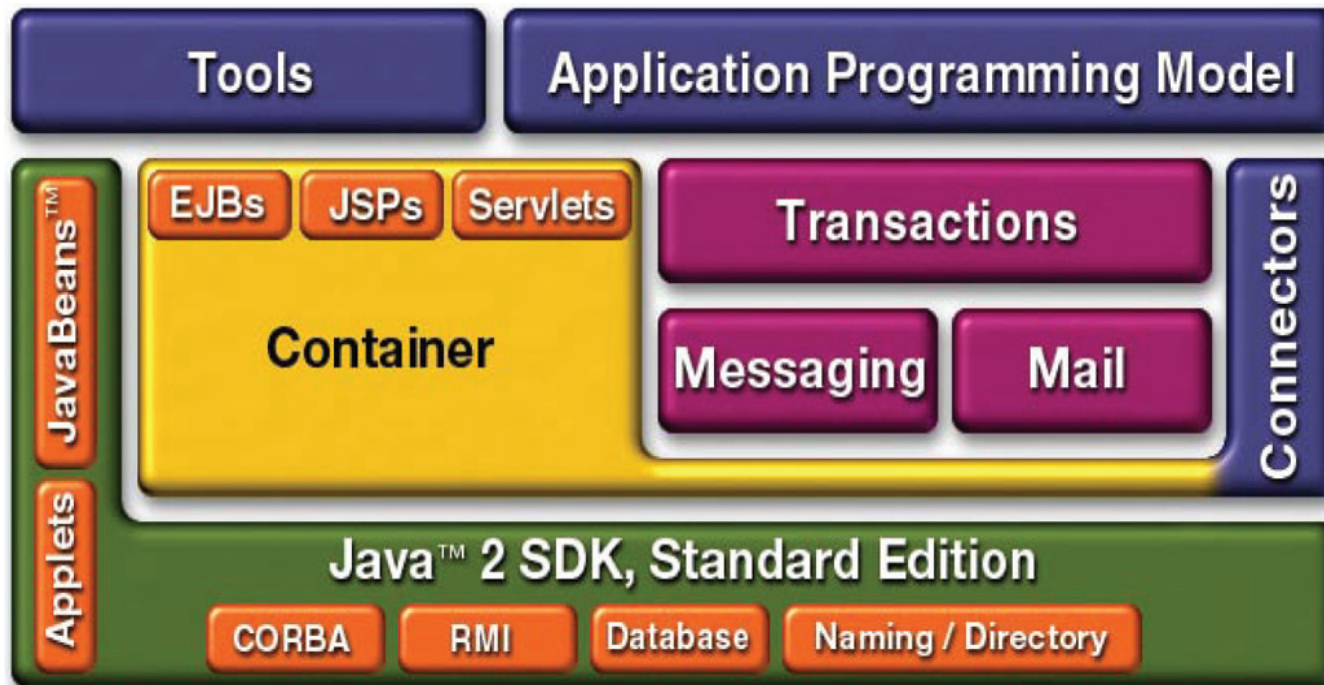 Tools
Application Programming Model
JavaBeans™
Applets
EJBs
JSPs
Servlets
Container
Transactions
Messaging
Mail
Connectors
Java™ 2 SDK, Standard Edition
CORBA
RMI
Database
Naming / Directory